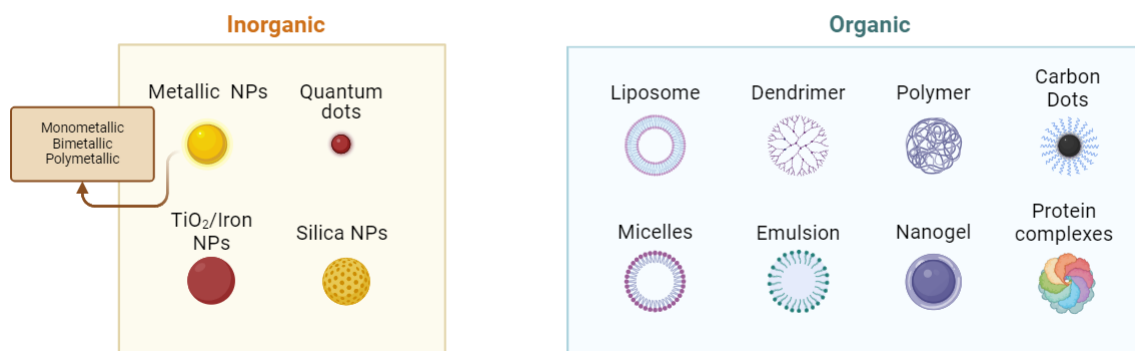 Inorganic
Metallic NPs
Quantum
dots
Monometallic
Bimetallic
Polymetallic
TiO₂/Iron
NPs
Silica NPs
Organic
Liposome
Dendrimer
Polymer
Carbon
Dots
Micelles
Emulsion
Nanogel
Protein
complexes